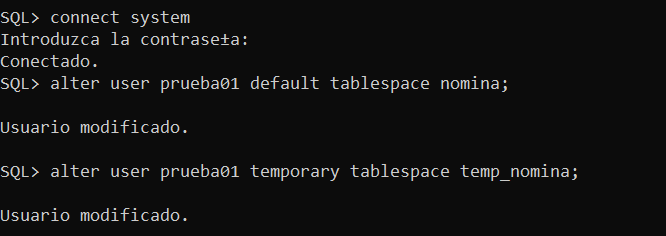 SQL> connect system
Introduzca la contrase±a:
Conectado.
SQL> alter user prueba01 default tablespace nomina;
Usuario modificado.
SQL> alter user prueba01 temporary tablespace temp_nomina;
Usuario modificado.